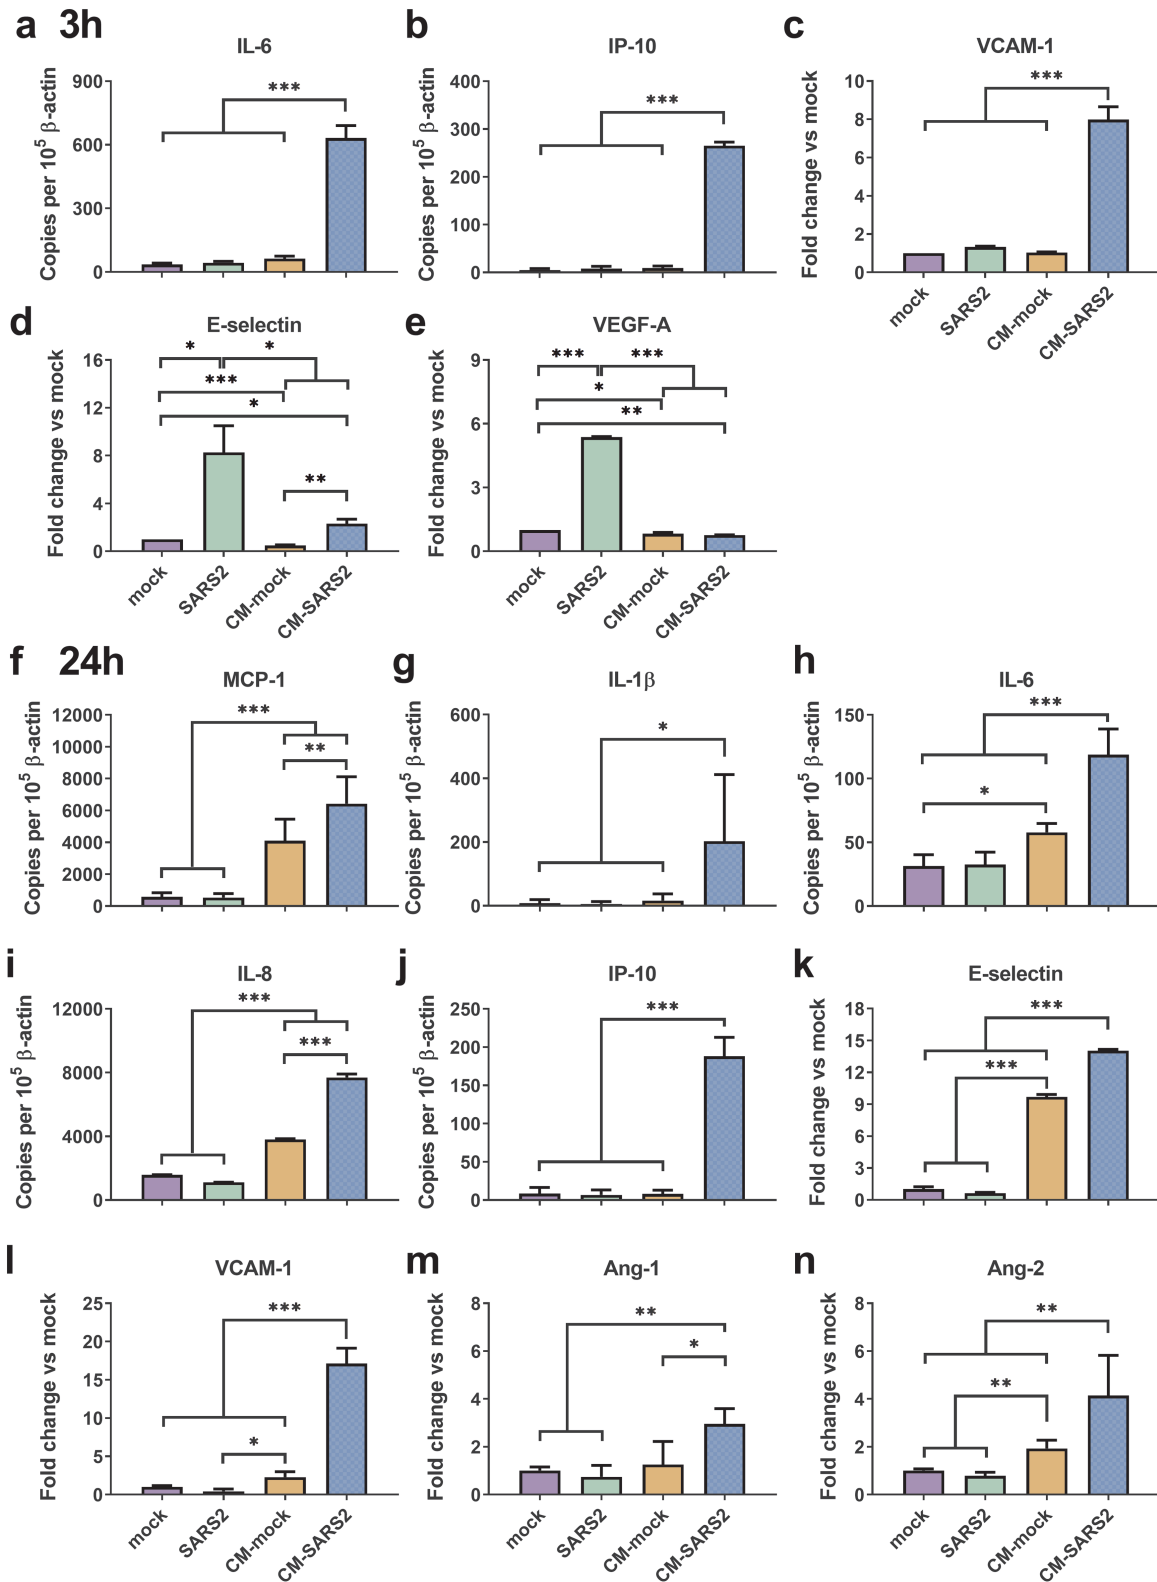 a 3h
IL-6
Copies per 10⁵ β-actin
900
600
300
0
***
b
IP-10
Copies per 10⁵ β-actin
400
300
200
100
0
***
c
VCAM-1
Fold change vs mock
10
8
6
4
2
0
***
mock
SARS2
CM-mock
CM-SARS2
d
E-selectin
Fold change vs mock
16
12
8
4
0
*
*
***
*
**
mock
SARS2
CM-mock
CM-SARS2
e
VEGF-A
Fold change vs mock
9
6
3
0
***
***
*
**
mock
SARS2
CM-mock
CM-SARS2
f 24h
MCP-1
Copies per 10⁵ β-actin
12000
10000
8000
6000
4000
2000
0
***
**
g
IL-1β
Copies per 10⁵ β-actin
600
400
200
0
*
h
IL-6
Copies per 10⁵ β-actin
150
100
50
0
***
*
i
IL-8
Copies per 10⁵ β-actin
12000
8000
4000
0
***
***
j
IP-10
Copies per 10⁵ β-actin
250
200
150
100
50
0
***
k
E-selectin
Fold change vs mock
18
15
12
9
6
3
0
***
***
l
VCAM-1
Fold change vs mock
25
20
15
10
5
0
***
*
mock
SARS2
CM-mock
CM-SARS2
m
Ang-1
Fold change vs mock
8
6
4
2
0
**
*
mock
SARS2
CM-mock
CM-SARS2
n
Ang-2
Fold change vs mock
8
6
4
2
0
**
**
mock
SARS2
CM-mock
CM-SARS2